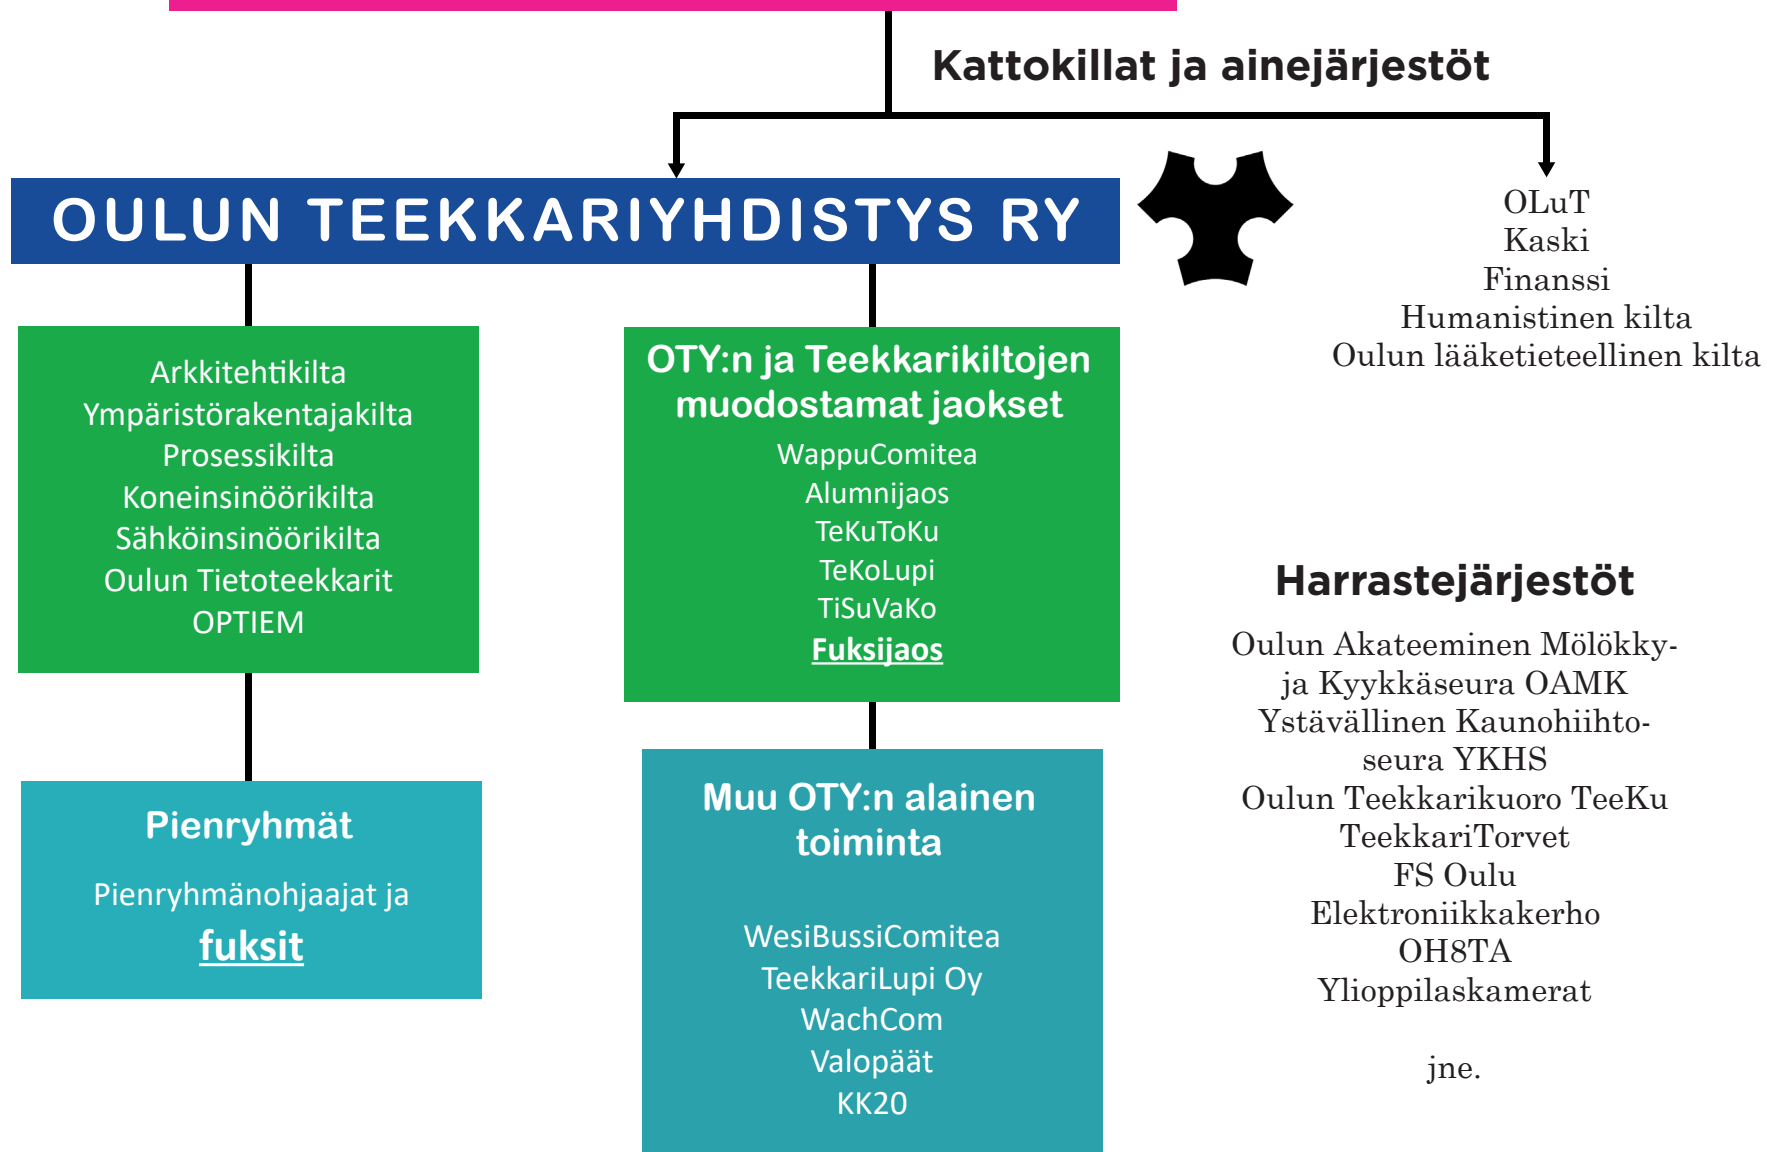 Kattokillat ja ainejärjestöt
OULUN TEEKKARIYHDISTYS RY
OLuT
Kaski
Finanssi
Humanistinen kilta
Oulun lääketieteellinen kilta
Arkkitehtikilta
Ympäristörakentajakilta
Prosessikilta
Koneinsinöörikilta
Sähköinsinöörikilta
Oulun Tietoteekkarit
OPTIEM
OTY:n ja Teekkarikiltojen
muodostamat jaokset
WappuComitea
Alumnijaos
TeKuToKu
TeKoLupi
TiSuVaKo
Fuksijaos
Pienryhmät
Pienryhmänohjaajat ja
fuksit
Muu OTY:n alainen
toiminta
WesiBussiComitea
TeekkariLupi Oy
WachCom
Valopäät
KK20
Harrastejärjestöt
Oulun Akateeminen Mölökky-
ja Kyykkäseura OAMK
Ystävällinen Kaunohiihto-
seura YKHS
Oulun Teekkarikuoro TeeKu
TeekkariTorvet
FS Oulu
Elektroniikkakerho
OH8TA
Ylioppilaskamerat
jne.